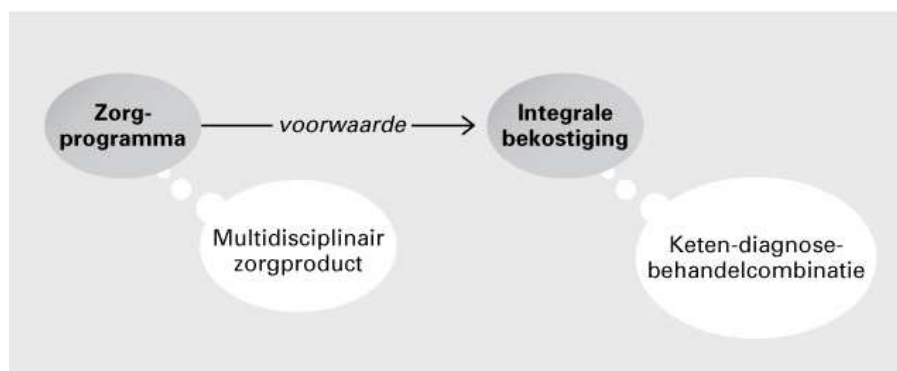 Zorg-
programma
voorwaarde
Integrale
bekostiging
Multidisciplinair
zorgproduct
Keten-diagnose-
behandelcombinatie